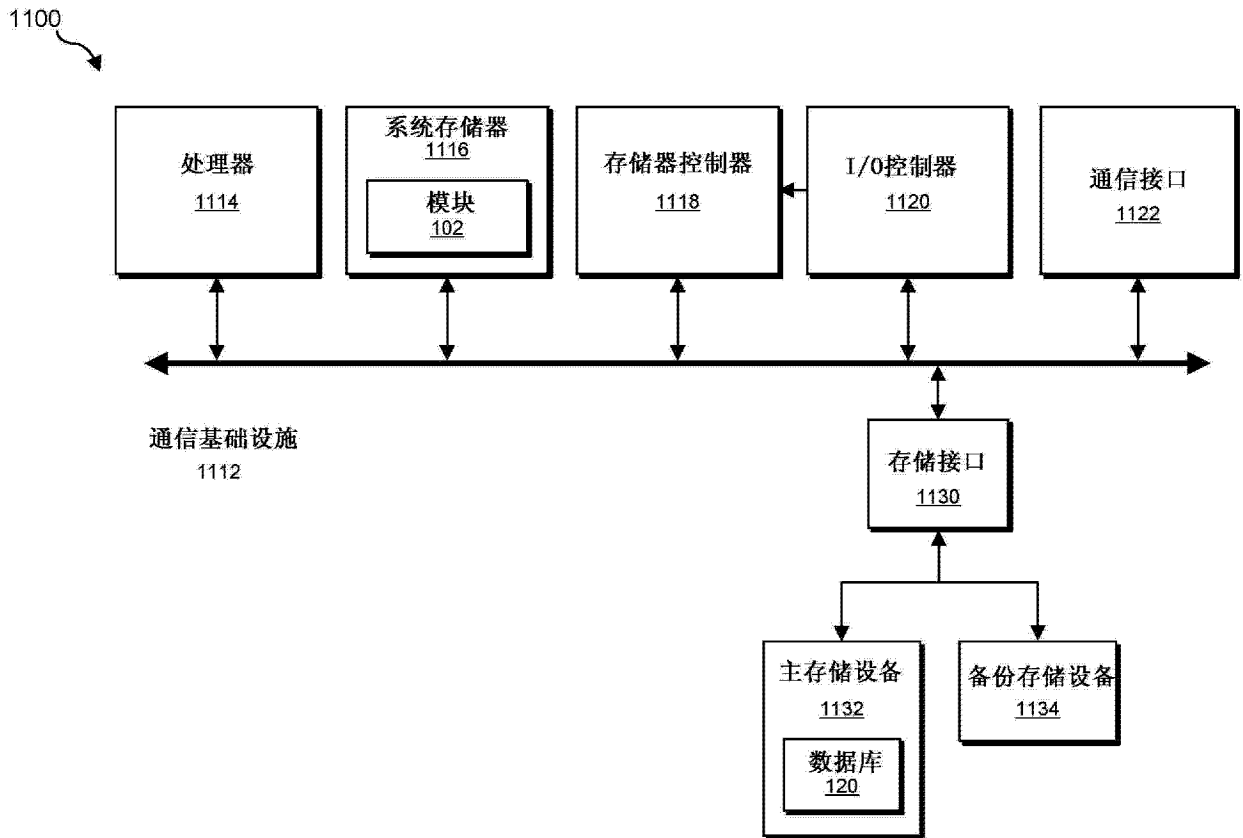 1100
处理器
1114
系统存储器
1116
模块
102
存储器控制器
1118
I/O控制器
1120
通信接口
1122
通信基础设施
1112
存储接口
1130
主存储设备
1132
数据库
120
备份存储设备
1134